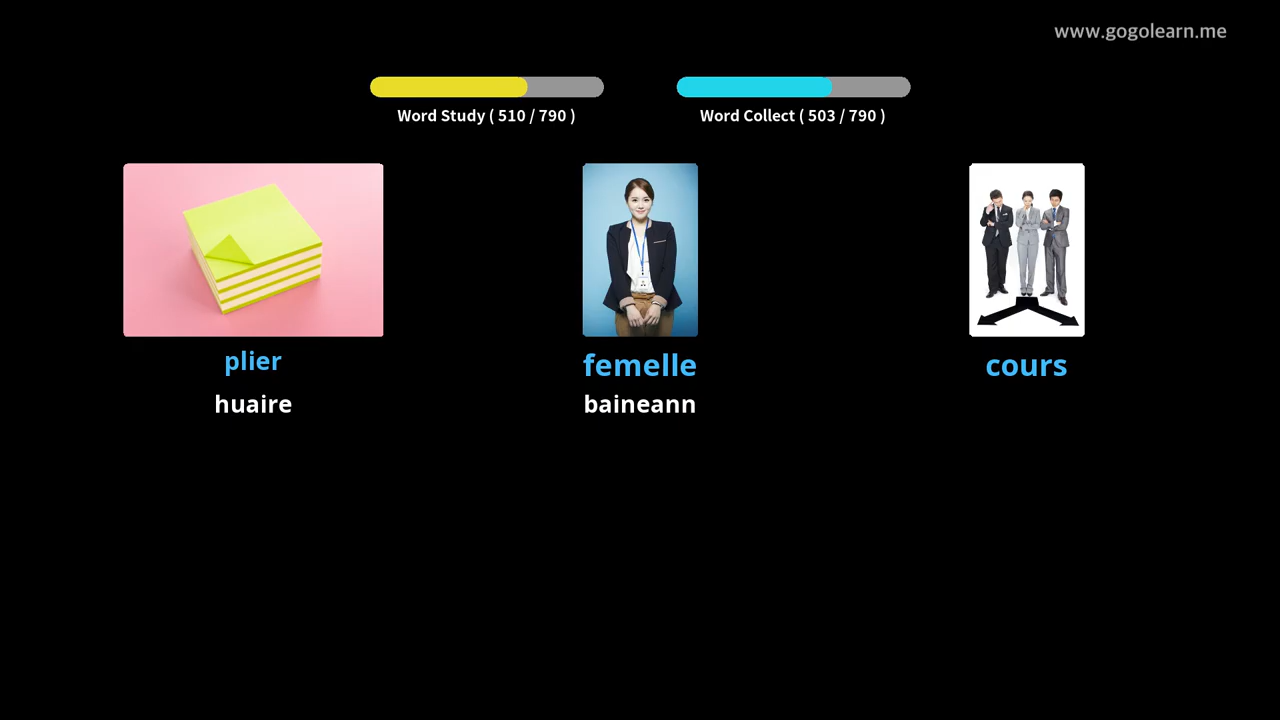 www.gogolearn.me
Word Study ( 510 / 790 )
Word Collect ( 503 / 790 )
plier
femelle
cours
huaire
baineann